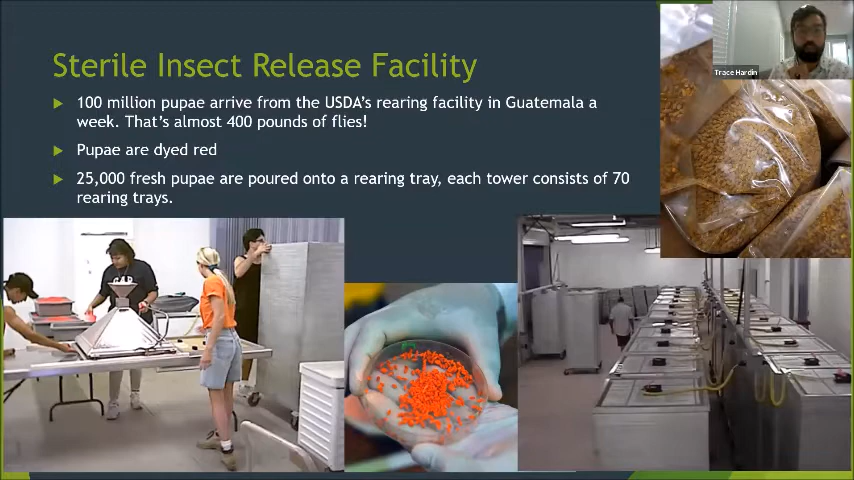 Sterile Insect Release Facility
100 million pupae arrive from the USDA's rearing facility in Guatemala a
week. That's almost 400 pounds of flies!
Pupae are dyed red
25,000 fresh pupae are poured onto a rearing tray, each tower consists of 70
rearing trays.
Trace Hardin